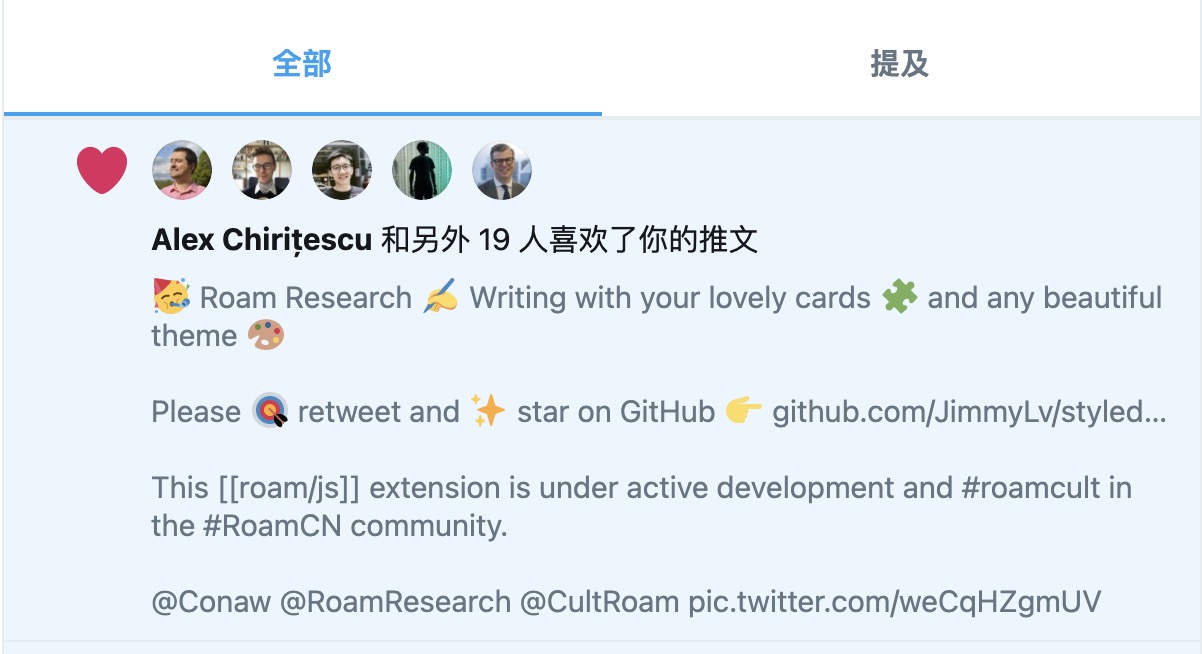 全部
提及
Alex Chirițescu 和另外 19 人喜欢了你的推文
🥳 Roam Research ✍️ Writing with your lovely cards 🧩 and any beautiful
theme 🎨
Please 🎯 retweet and ✨ star on GitHub 👉 github.com/JimmyLv/styled...
This [[roam/js]] extension is under active development and #roamcult in
the #RoamCN community.
@Conaw @RoamResearch @CultRoam pic.twitter.com/weCqHZgmUV